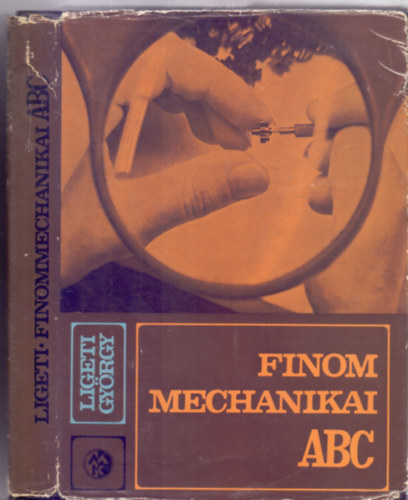 LIGETI · FINOMMECHANIKAI ABC
LIGETI
GYÖRGY
FINOM
MECHANIKAI
ABC